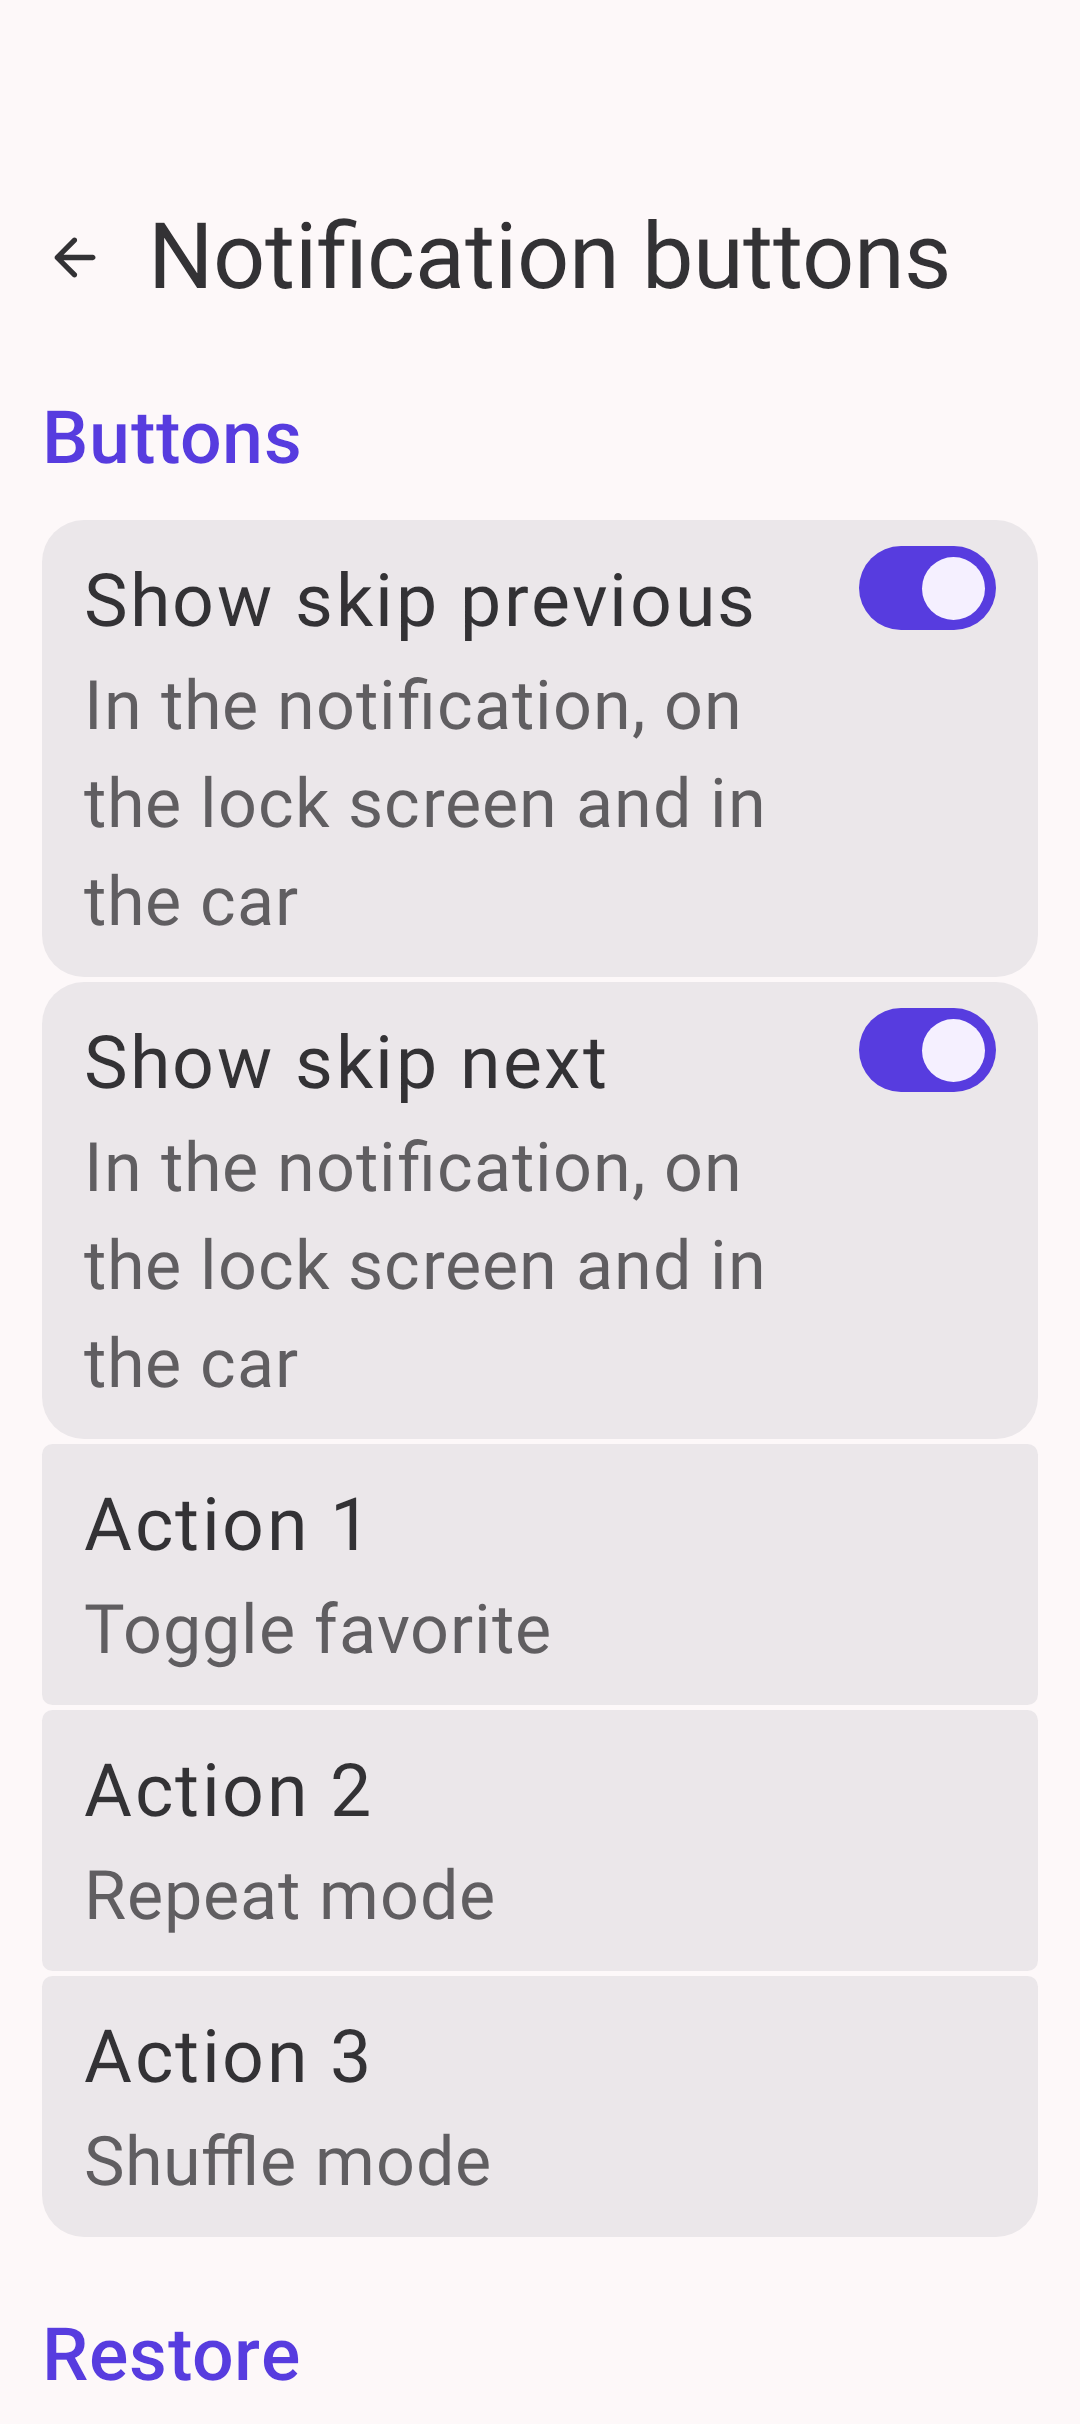 Notification buttons
Buttons
Show skip previous
In the notification, on
the lock screen and in
the car
Show skip next
In the notification, on
the lock screen and in
the car
Action 1
Toggle favorite
Action 2
Repeat mode
Action 3
Shuffle mode
Restore